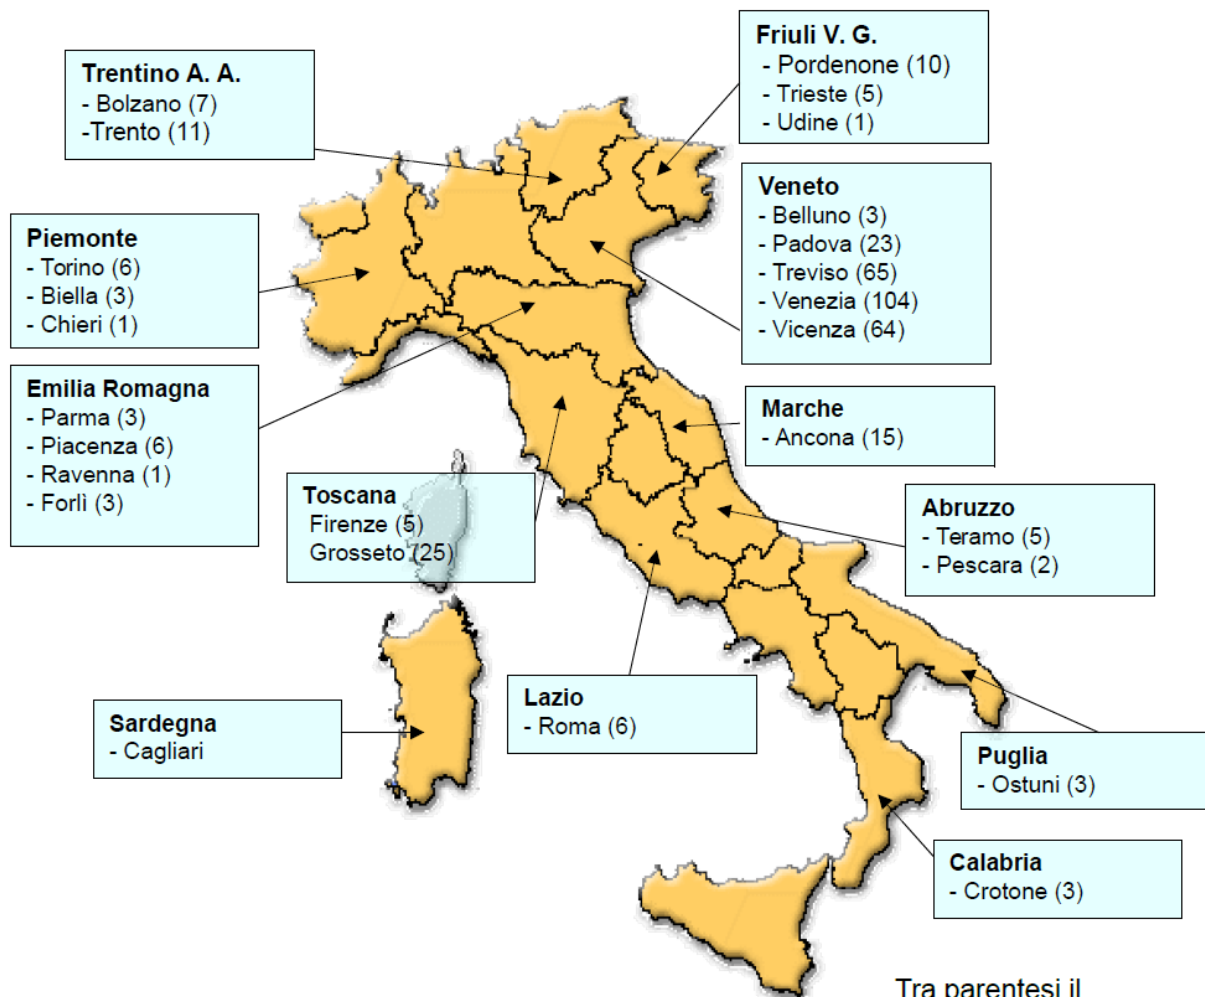 Friuli V. G.
- Pordenone (10)
- Trieste (5)
- Udine (1)
Trentino A. A.
- Bolzano (7)
-Trento (11)
Veneto
- Belluno (3)
- Padova (23)
- Treviso (65)
- Venezia (104)
- Vicenza (64)
Piemonte
- Torino (6)
- Biella (3)
- Chieri (1)
Emilia Romagna
- Parma (3)
- Piacenza (6)
- Ravenna (1)
- Forlì (3)
Marche
- Ancona (15)
Toscana
Firenze (5)
Grosseto (25)
Abruzzo
- Teramo (5)
- Pescara (2)
Lazio
- Roma (6)
Sardegna
- Cagliari
Puglia
- Ostuni (3)
Calabria
- Crotone (3)
Tra parentesi il